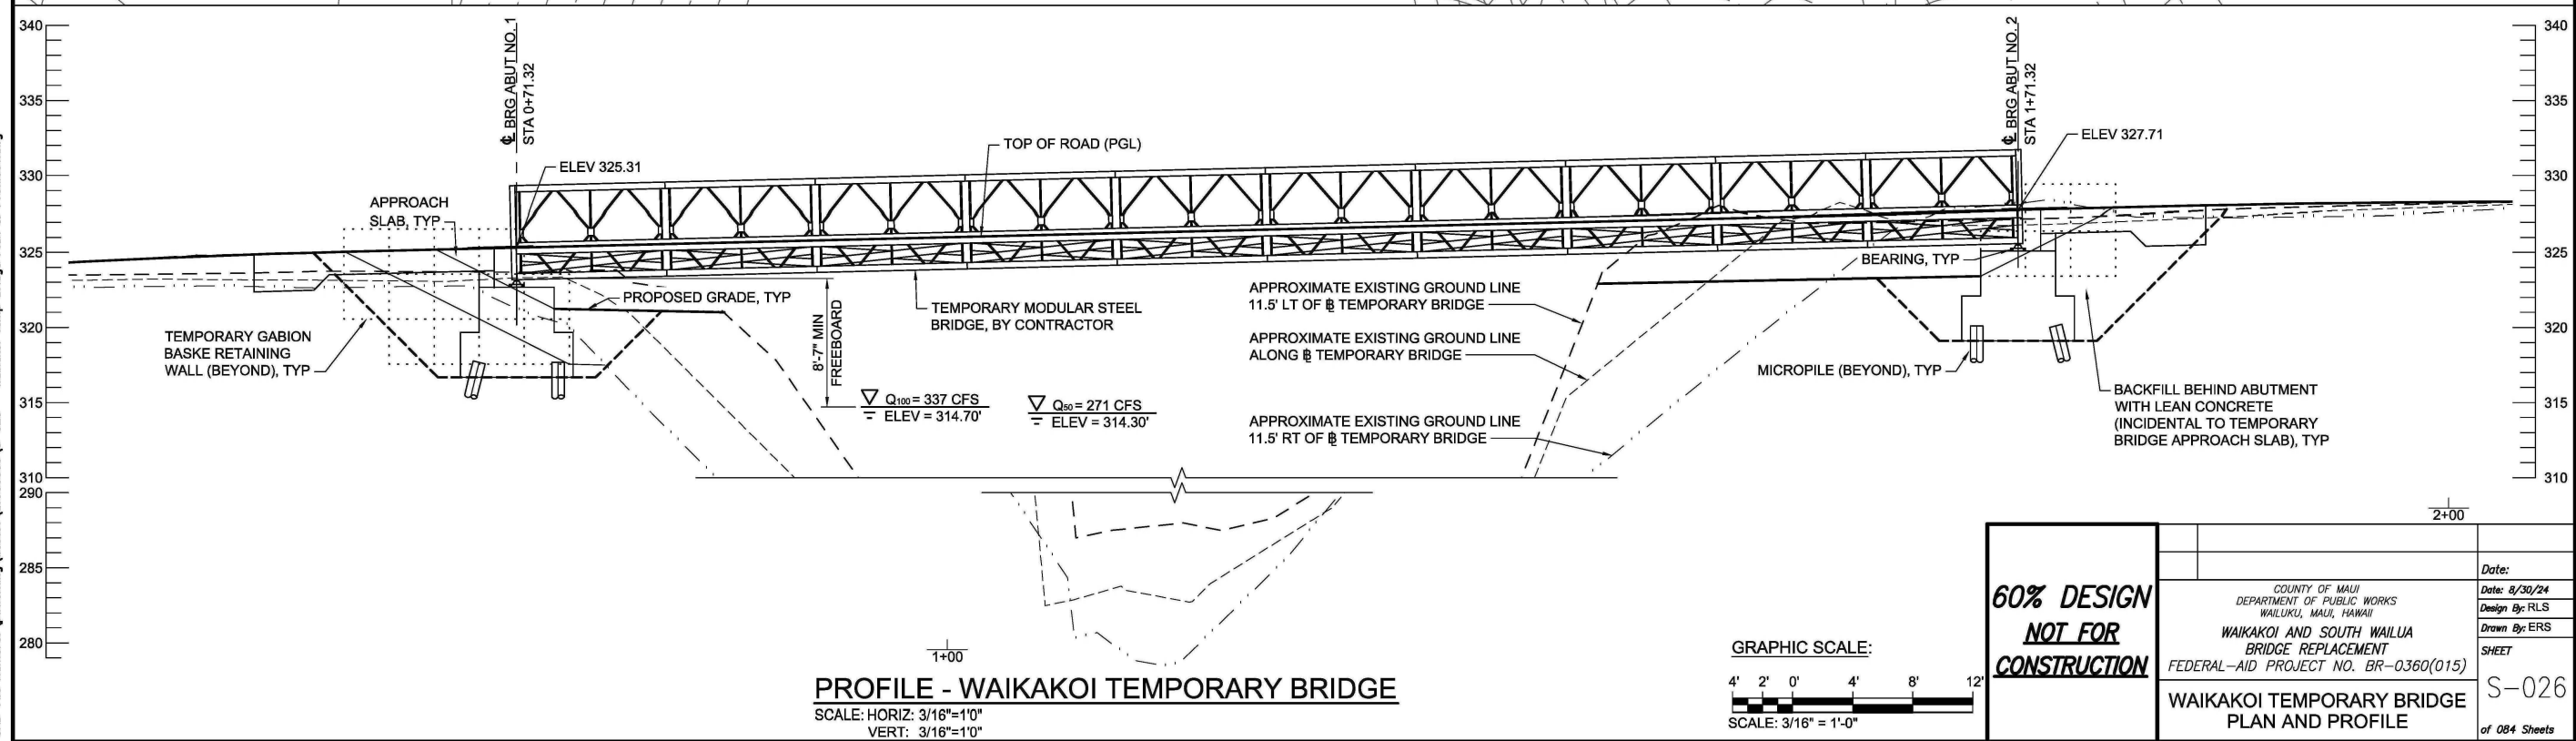 340
335
330
325
320
315
310
290
285
280
℄ BRG ABUT NO. 1
STA 0+71.32
ELEV 325.31
APPROACH
SLAB, TYP
TOP OF ROAD (PGL)
℄ BRG ABUT NO. 2
STA 1+71.32
ELEV 327.71
340
335
330
325
320
315
310
TEMPORARY GABION
BASKE RETAINING
WALL (BEYOND), TYP
PROPOSED GRADE, TYP
8'-7" MIN
FREEBOARD
TEMPORARY MODULAR STEEL
BRIDGE, BY CONTRACTOR
Q100 = 337 CFS
ELEV = 314.70'
Q50 = 271 CFS
ELEV = 314.30'
APPROXIMATE EXISTING GROUND LINE
11.5' LT OF B TEMPORARY BRIDGE
APPROXIMATE EXISTING GROUND LINE
ALONG B TEMPORARY BRIDGE
APPROXIMATE EXISTING GROUND LINE
11.5' RT OF B TEMPORARY BRIDGE
BEARING, TYP
MICROPILE (BEYOND), TYP
BACKFILL BEHIND ABUTMENT
WITH LEAN CONCRETE
(INCIDENTAL TO TEMPORARY
BRIDGE APPROACH SLAB), TYP
1+00
2+00
PROFILE - WAIKAKOI TEMPORARY BRIDGE
SCALE: HORIZ: 3/16"=1'0"
VERT: 3/16"=1'0"
GRAPHIC SCALE:
4' 2' 0' 4' 8' 12'
SCALE: 3/16" = 1'-0"
60% DESIGN
NOT FOR
CONSTRUCTION
COUNTY OF MAUI
DEPARTMENT OF PUBLIC WORKS
WAILUKU, MAUI, HAWAII
WAIKAKOI AND SOUTH WAILUA
BRIDGE REPLACEMENT
FEDERAL-AID PROJECT NO. BR-0360(015)
WAIKAKOI TEMPORARY BRIDGE
PLAN AND PROFILE
Date:
Date: 8/30/24
Design By: RLS
Drawn By: ERS
SHEET
S-026
of 084 Sheets